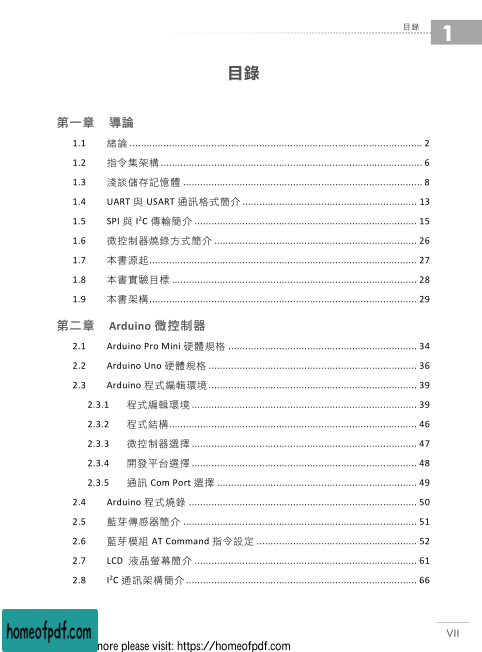 目錄
1
目錄
第一章 導論
1.1 緒論 2
1.2 指令集架構 6
1.3 淺談儲存記憶體 8
1.4 UART 與 USART 通訊格式簡介 13
1.5 SPI 與 I²C 傳輸簡介 15
1.6 微控制器燒錄方式簡介 26
1.7 本書源起 27
1.8 本書實驗目標 28
1.9 本書架構 29
第二章 Arduino 微控制器
2.1 Arduino Pro Mini 硬體規格 34
2.2 Arduino Uno 硬體規格 36
2.3 Arduino 程式編輯環境 39
2.3.1 程式編輯環境 39
2.3.2 程式結構 46
2.3.3 微控制器選擇 47
2.3.4 開發平台選擇 48
2.3.5 通訊 Com Port 選擇 49
2.4 Arduino 程式燒錄 50
2.5 藍芽傳感器簡介 51
2.6 藍芽模組 AT Command 指令設定 52
2.7 LCD 液晶螢幕簡介 61
2.8 I²C 通訊架構簡介 66
VII
homeofpdf.com
more please visit: https://homeofpdf.com